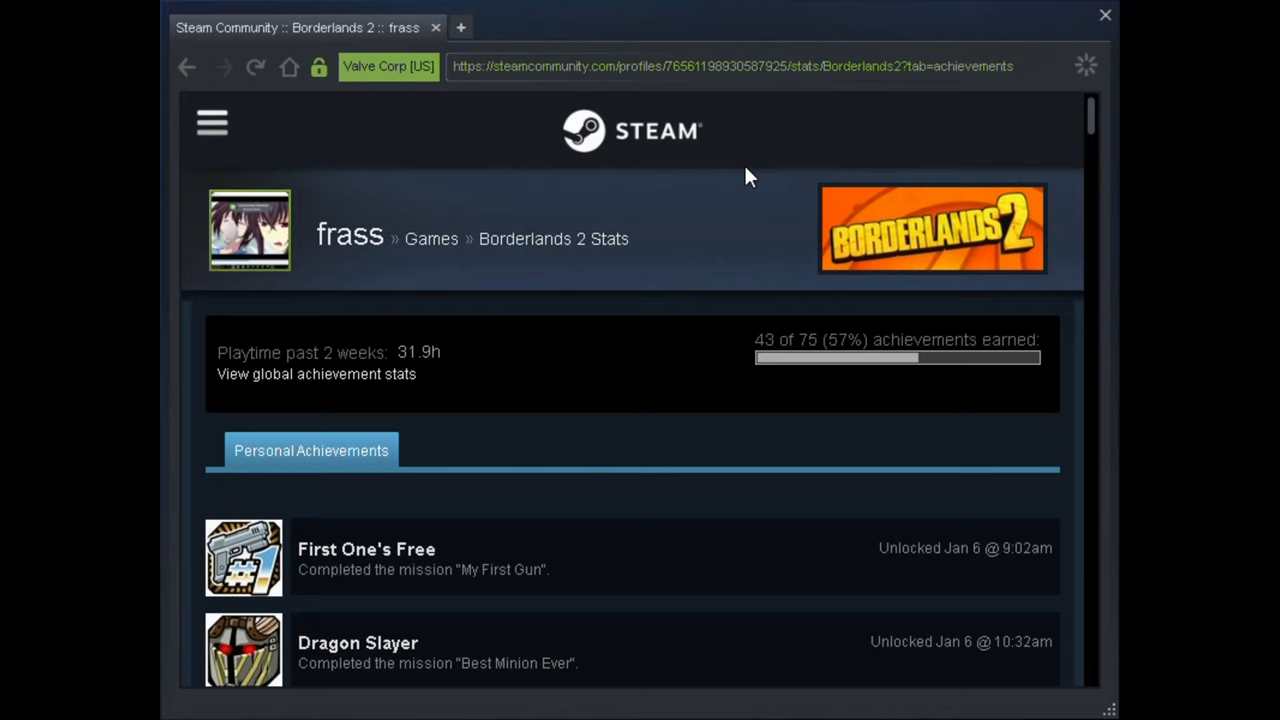 Steam Community :: Borderlands 2 :: frass
Valve Corp [US] https://steamcommunity.com/profiles/76561198930587925/stats/Borderlands2?tab=achievements
STEAM®
frass » Games » Borderlands 2 Stats
BORDERLANDS 2
43 of 75 (57%) achievements earned:
Playtime past 2 weeks: 31.9h
View global achievement stats
Personal Achievements
#1
First One's Free
Unlocked Jan 6 @ 9:02am
Completed the mission "My First Gun".
Dragon Slayer
Unlocked Jan 6 @ 10:32am
Completed the mission "Best Minion Ever".